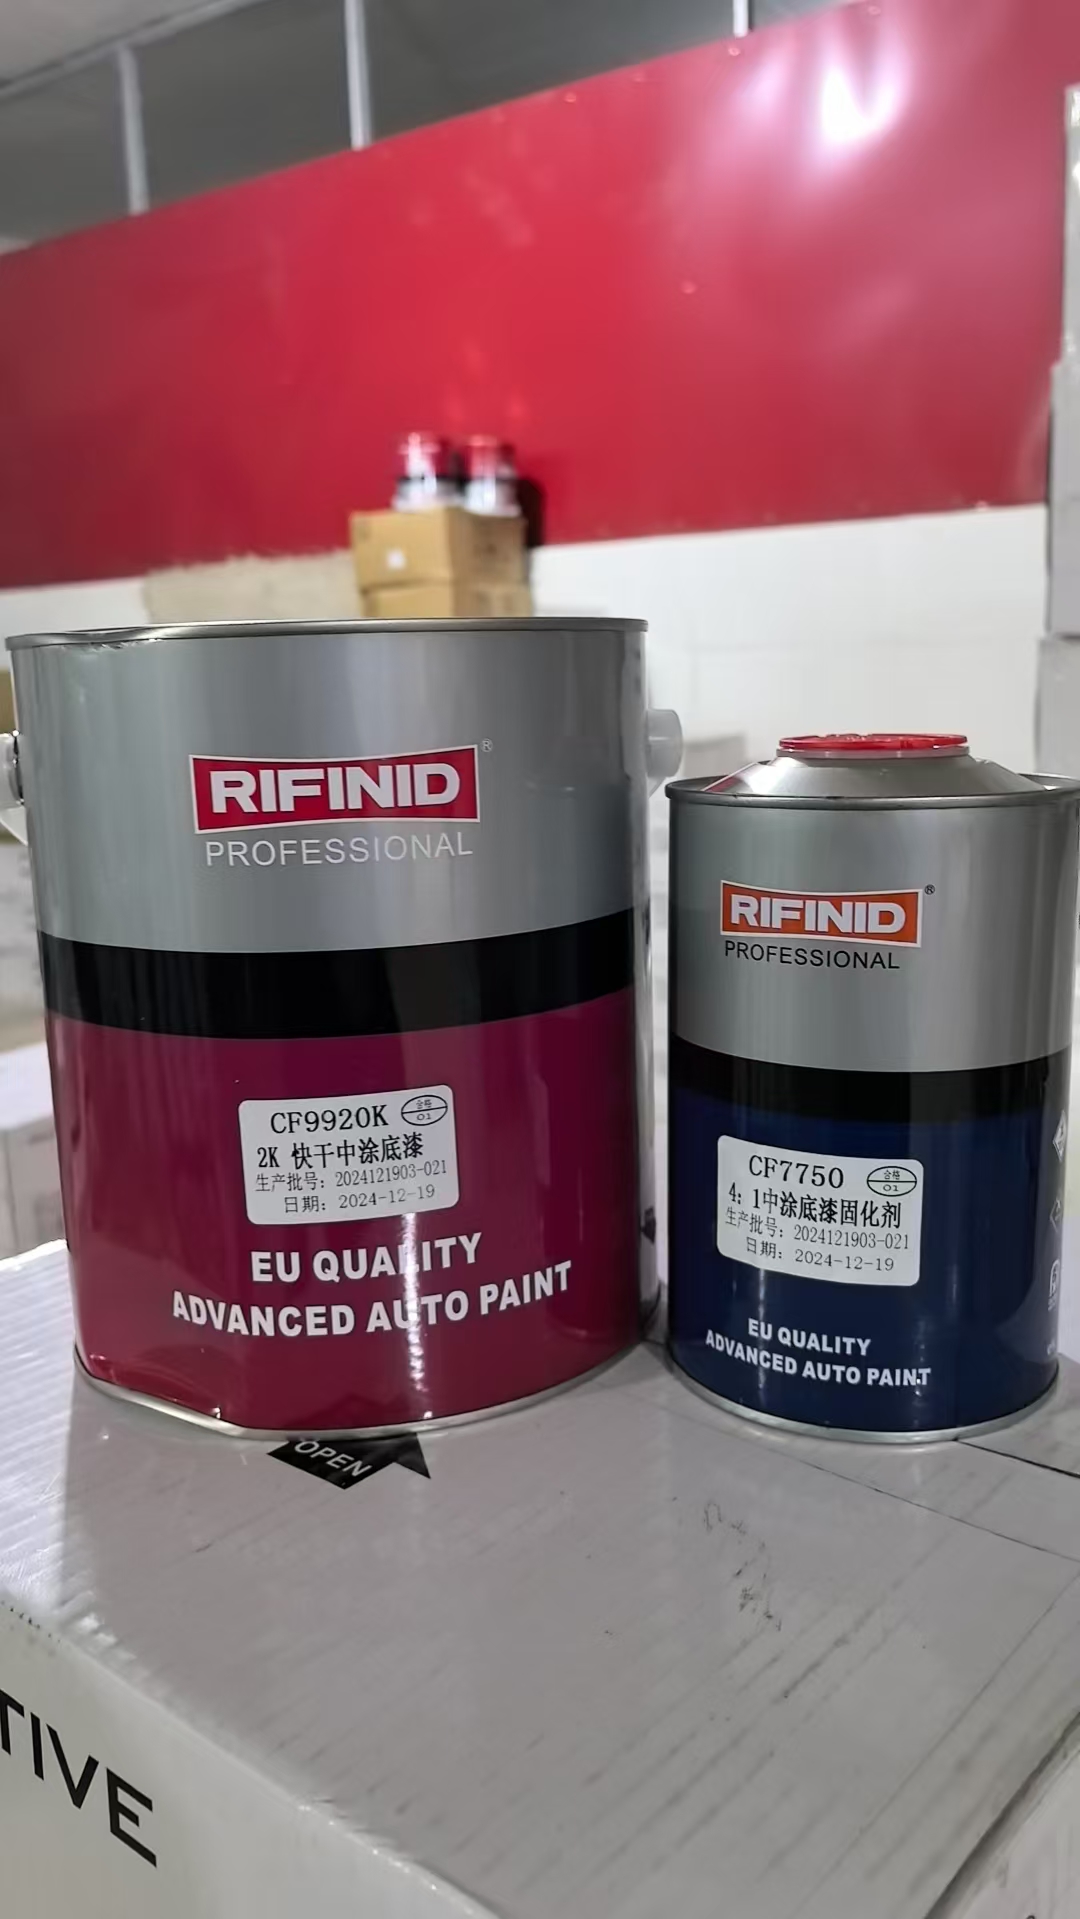 RIFINID®
PROFESSIONAL
CF9920K 合格 01
2K 快干中涂底漆
生产批号: 2024121903-021
日期: 2024-12-19
EU QUALITY
ADVANCED AUTO PAINT
RIFINID®
PROFESSIONAL
CF7750 合格 01
4: 1中涂底漆固化剂
生产批号: 2024121903-021
日期: 2024-12-19
EU QUALITY
ADVANCED AUTO PAINT
OPEN
TIVE